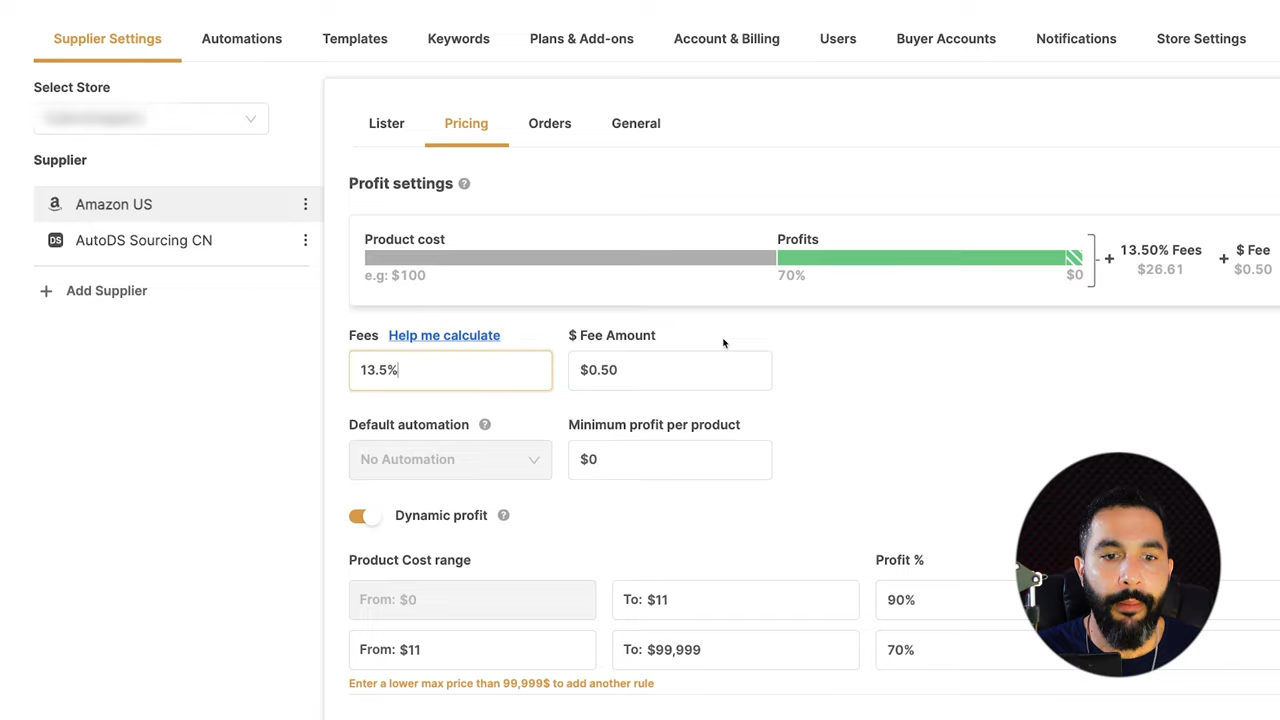 Supplier Settings
Automations
Templates
Keywords
Plans & Add-ons
Account & Billing
Users
Buyer Accounts
Notifications
Store Settings
Select Store
Supplier
Amazon US
DS AutoDS Sourcing CN
+ Add Supplier
Lister
Pricing
Orders
General
Profit settings ?
Product cost
Profits
e.g: $100
70%
$0
+ 13.50% Fees
$26.61
+ $ Fee
$0.50
Fees Help me calculate
$ Fee Amount
13.5%
$0.50
Default automation ?
Minimum profit per product
No Automation
$0
Dynamic profit ?
Product Cost range
Profit %
From: $0
To: $11
90%
From: $11
To: $99,999
70%
Enter a lower max price than 99,999$ to add another rule